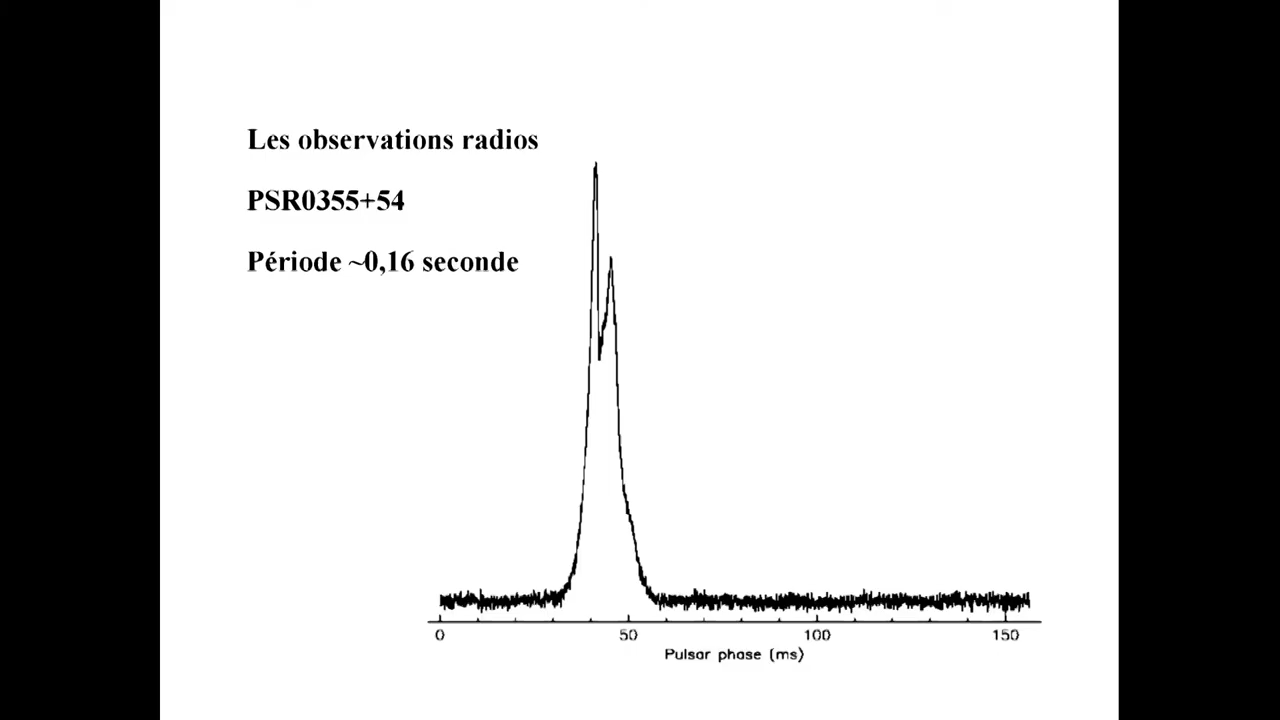 Les observations radios
PSR0355+54
Période ~0,16 seconde
0 50 100 150
Pulsar phase (ms)